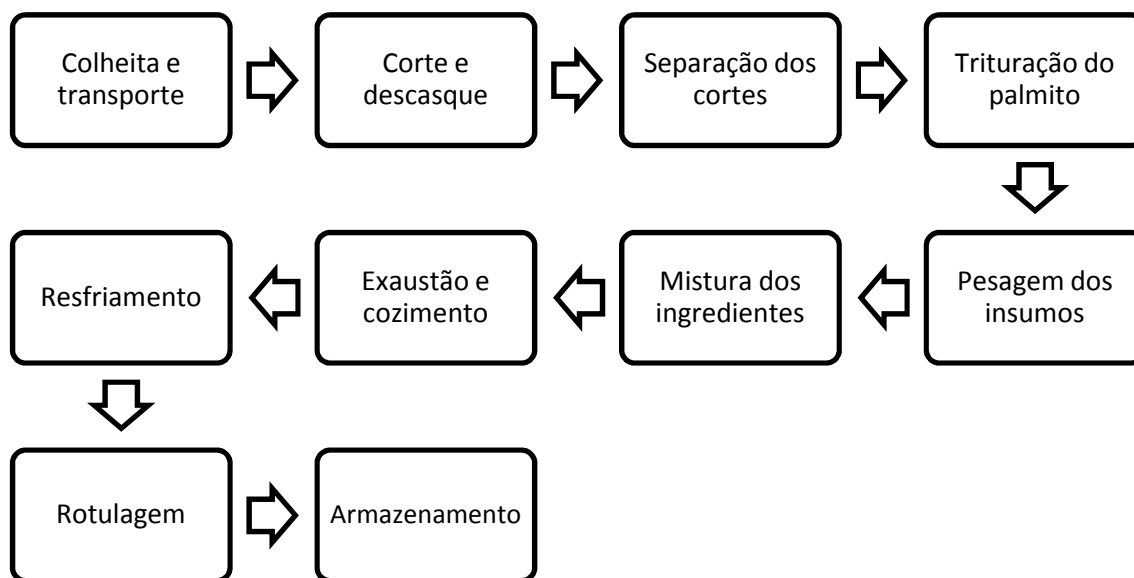 Colheita e
transporte
Corte e
descasque
Separação dos
cortes
Trituração do
palmito
Pesagem dos
insumos
Mistura dos
ingredientes
Exaustão e
cozimento
Resfriamento
Rotulagem
Armazenamento